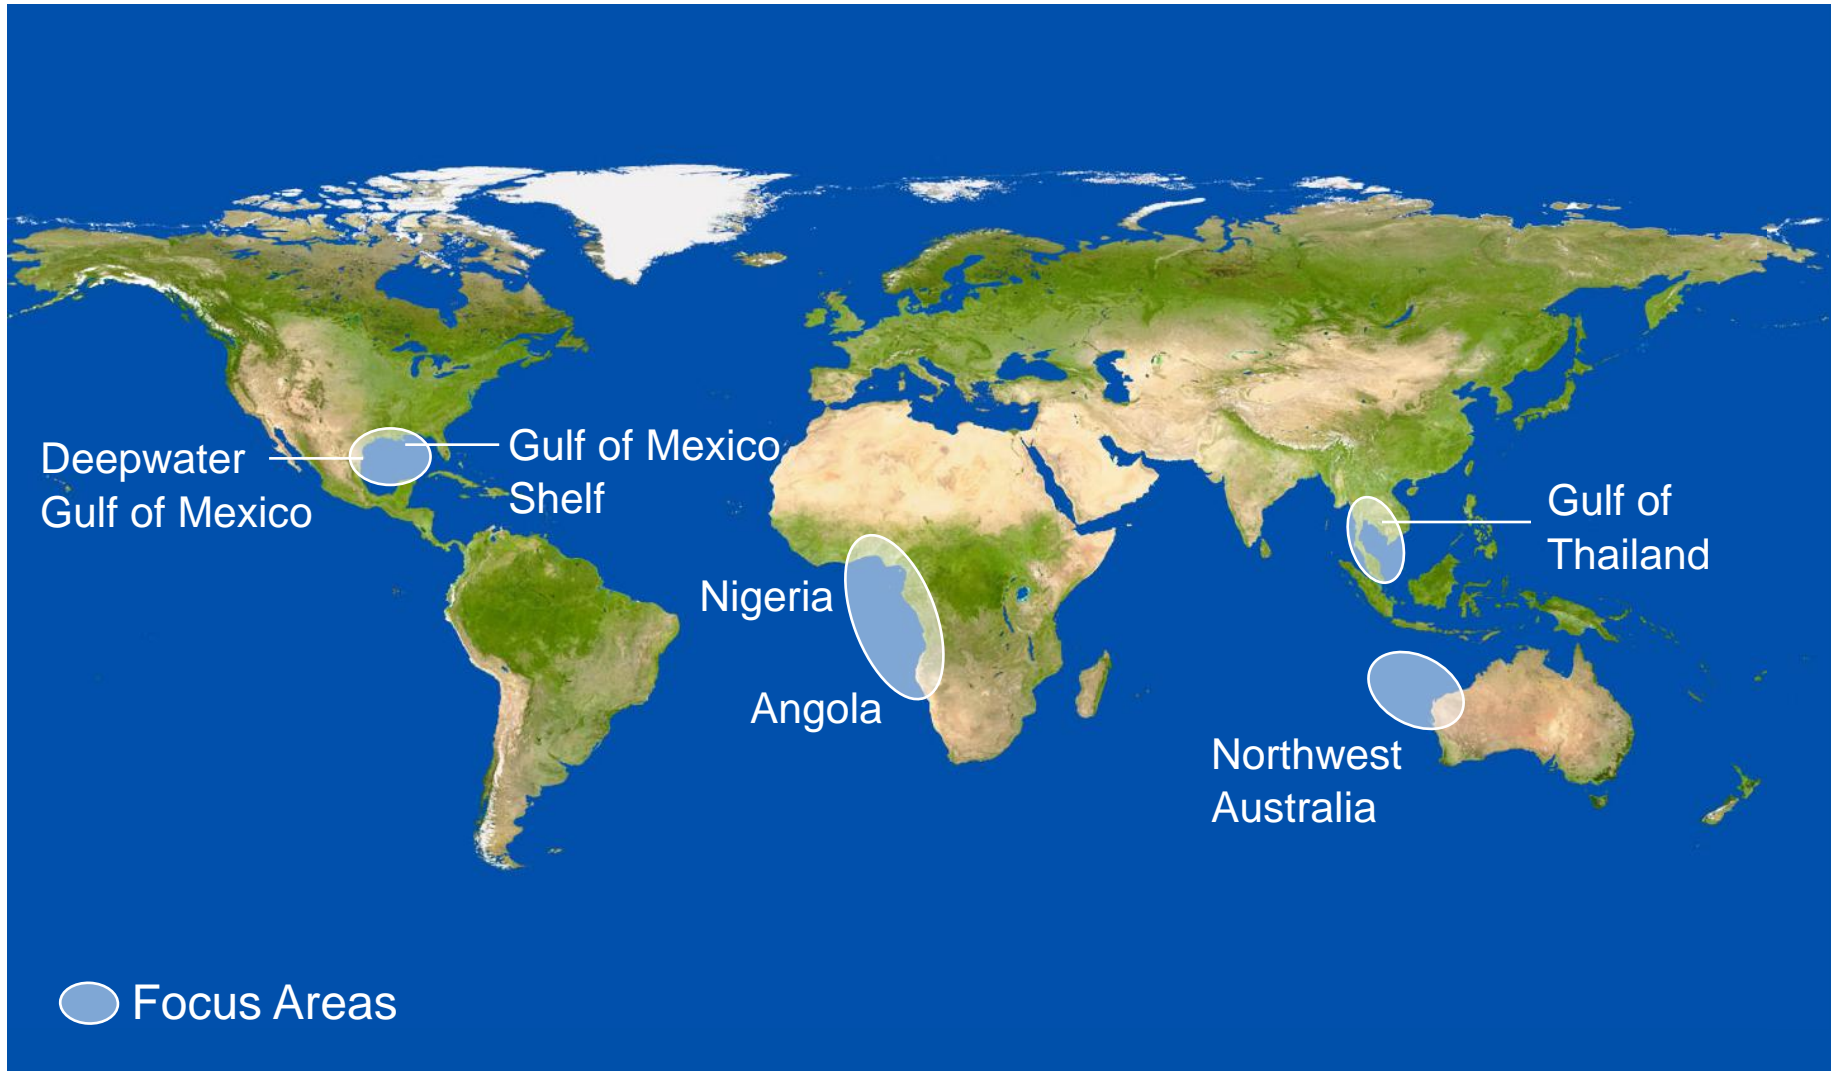 Deepwater
Gulf of Mexico
Gulf of Mexico
Shelf
Gulf of
Thailand
Nigeria
Angola
Northwest
Australia
Focus Areas